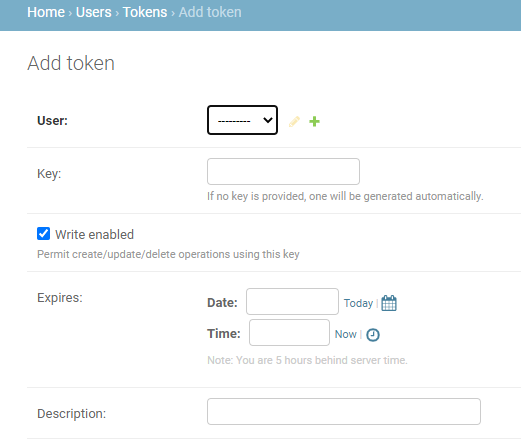 Home › Users › Tokens › Add token
Add token
User: ---------
Key:
If no key is provided, one will be generated automatically.
Write enabled
Permit create/update/delete operations using this key
Expires:
Date: Today |
Time: Now |
Note: You are 5 hours behind server time.
Description: